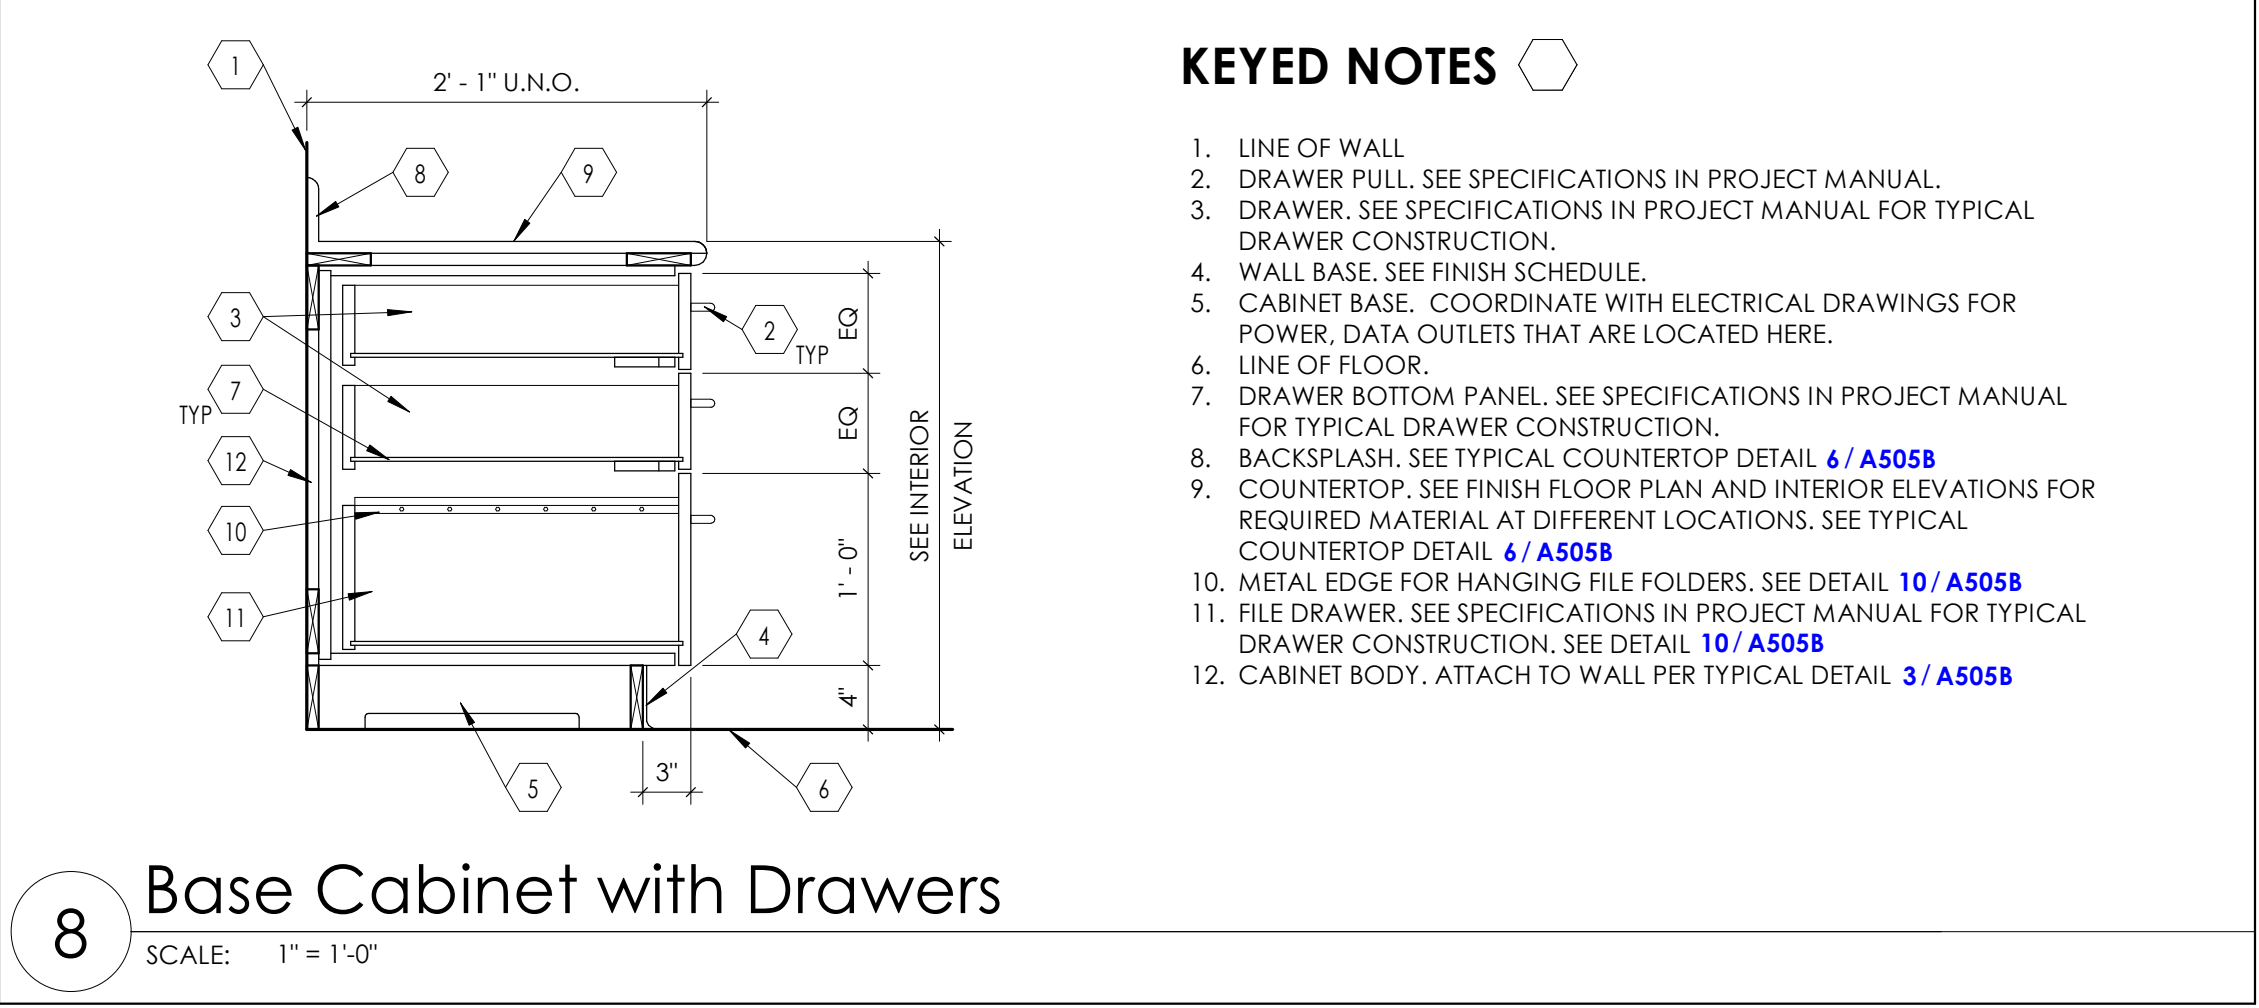 1
2' - 1" U.N.O.
8
9
3
2
TYP
EQ
7
TYP
EQ
12
SEE INTERIOR
ELEVATION
10
1' - 0"
11
4
4"
3"
5
6
KEYED NOTES
1. LINE OF WALL
2. DRAWER PULL. SEE SPECIFICATIONS IN PROJECT MANUAL.
3. DRAWER. SEE SPECIFICATIONS IN PROJECT MANUAL FOR TYPICAL
DRAWER CONSTRUCTION.
4. WALL BASE. SEE FINISH SCHEDULE.
5. CABINET BASE. COORDINATE WITH ELECTRICAL DRAWINGS FOR
POWER, DATA OUTLETS THAT ARE LOCATED HERE.
6. LINE OF FLOOR.
7. DRAWER BOTTOM PANEL. SEE SPECIFICATIONS IN PROJECT MANUAL
FOR TYPICAL DRAWER CONSTRUCTION.
8. BACKSPLASH. SEE TYPICAL COUNTERTOP DETAIL 6 / A505B
9. COUNTERTOP. SEE FINISH FLOOR PLAN AND INTERIOR ELEVATIONS FOR
REQUIRED MATERIAL AT DIFFERENT LOCATIONS. SEE TYPICAL
COUNTERTOP DETAIL 6 / A505B
10. METAL EDGE FOR HANGING FILE FOLDERS. SEE DETAIL 10 / A505B
11. FILE DRAWER. SEE SPECIFICATIONS IN PROJECT MANUAL FOR TYPICAL
DRAWER CONSTRUCTION. SEE DETAIL 10 / A505B
12. CABINET BODY. ATTACH TO WALL PER TYPICAL DETAIL 3 / A505B
8
Base Cabinet with Drawers
SCALE: 1" = 1'-0"